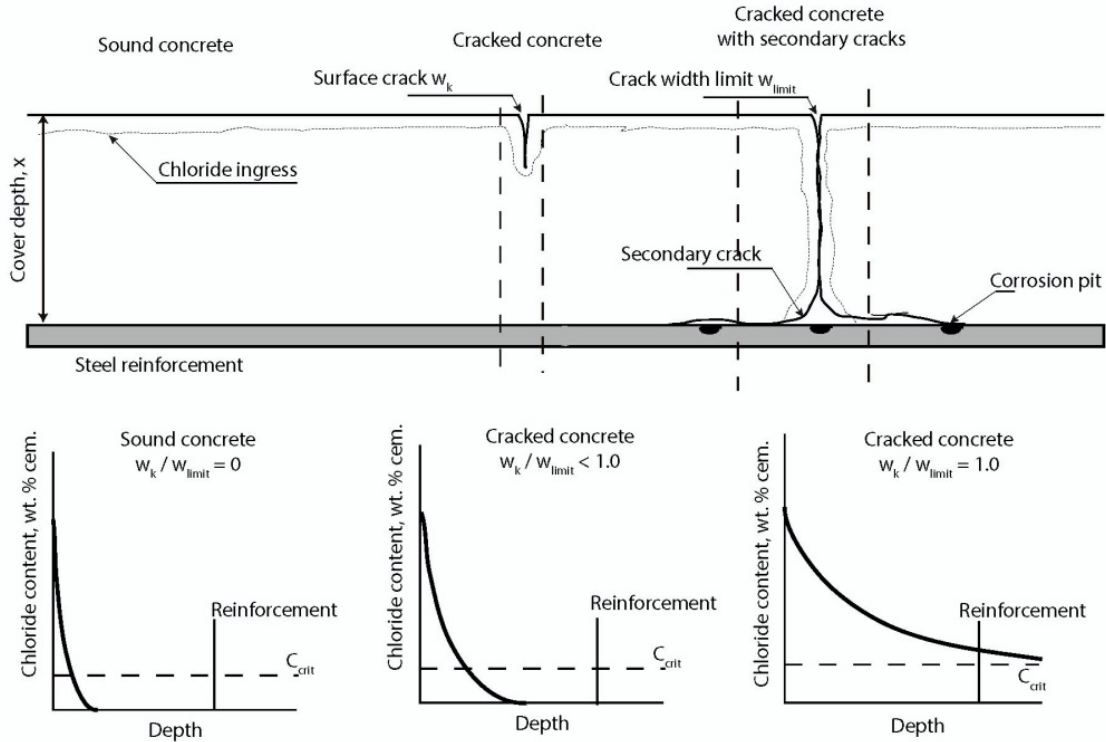 Sound concrete
Cracked concrete
Cracked concrete
with secondary cracks
Surface crack wk
Crack width limit wlimit
Chloride ingress
Cover depth, x
Secondary crack
Corrosion pit
Steel reinforcement
Sound concrete
wk / wlimit = 0
Chloride content, wt. % cem.
Reinforcement
Ccrit
Depth
Cracked concrete
wk / wlimit < 1.0
Chloride content, wt. % cem.
Reinforcement
Ccrit
Depth
Cracked concrete
wk / wlimit = 1.0
Chloride content, wt. % cem.
Reinforcement
Ccrit
Depth